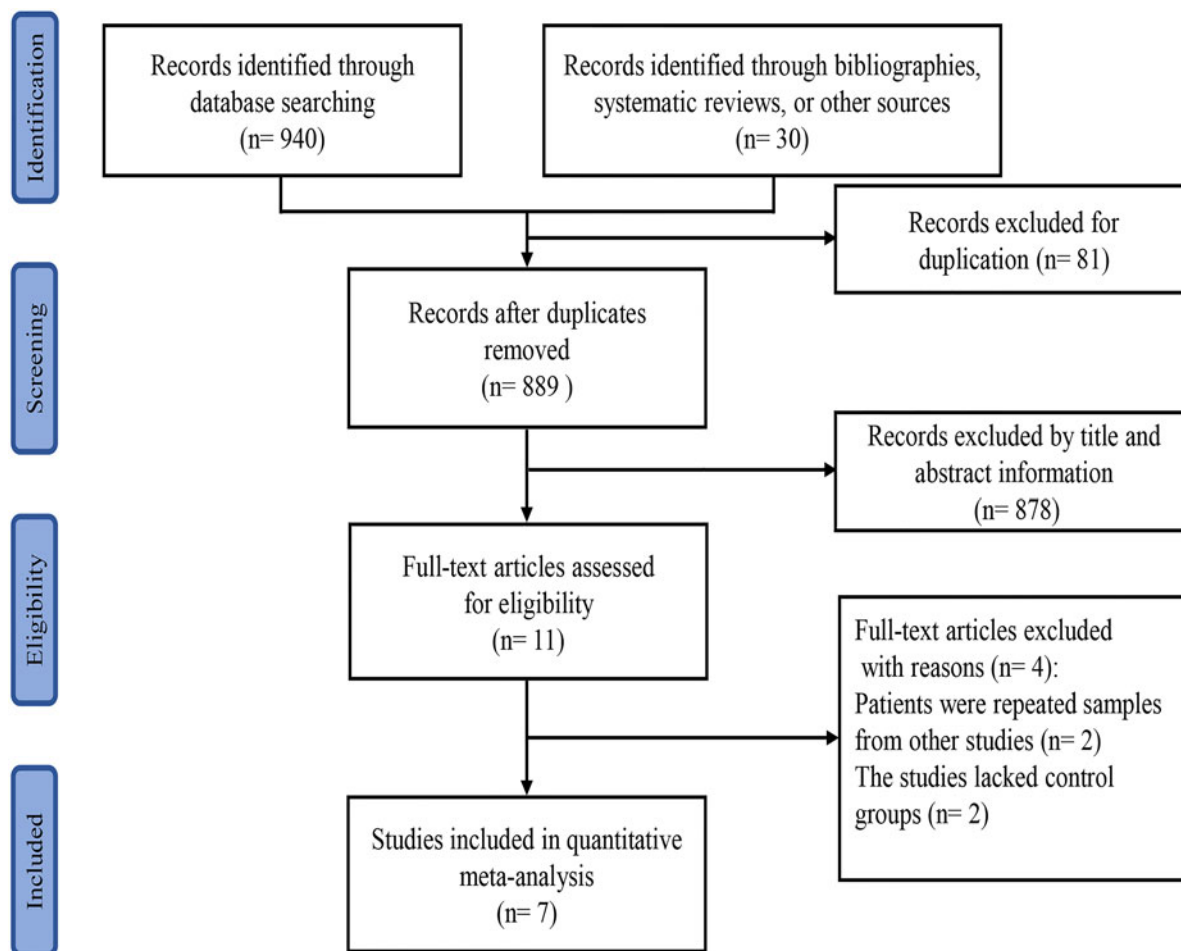 Identification
Records identified through
database searching
(n= 940)
Records identified through bibliographies,
systematic reviews, or other sources
(n= 30)
Records excluded for
duplication (n= 81)
Screening
Records after duplicates
removed
(n= 889 )
Records excluded by title and
abstract information
(n= 878)
Eligibility
Full-text articles assessed
for eligibility
(n= 11)
Full-text articles excluded
with reasons (n= 4):
Patients were repeated samples
from other studies (n= 2)
The studies lacked control
groups (n= 2)
Included
Studies included in quantitative
meta-analysis
(n= 7)